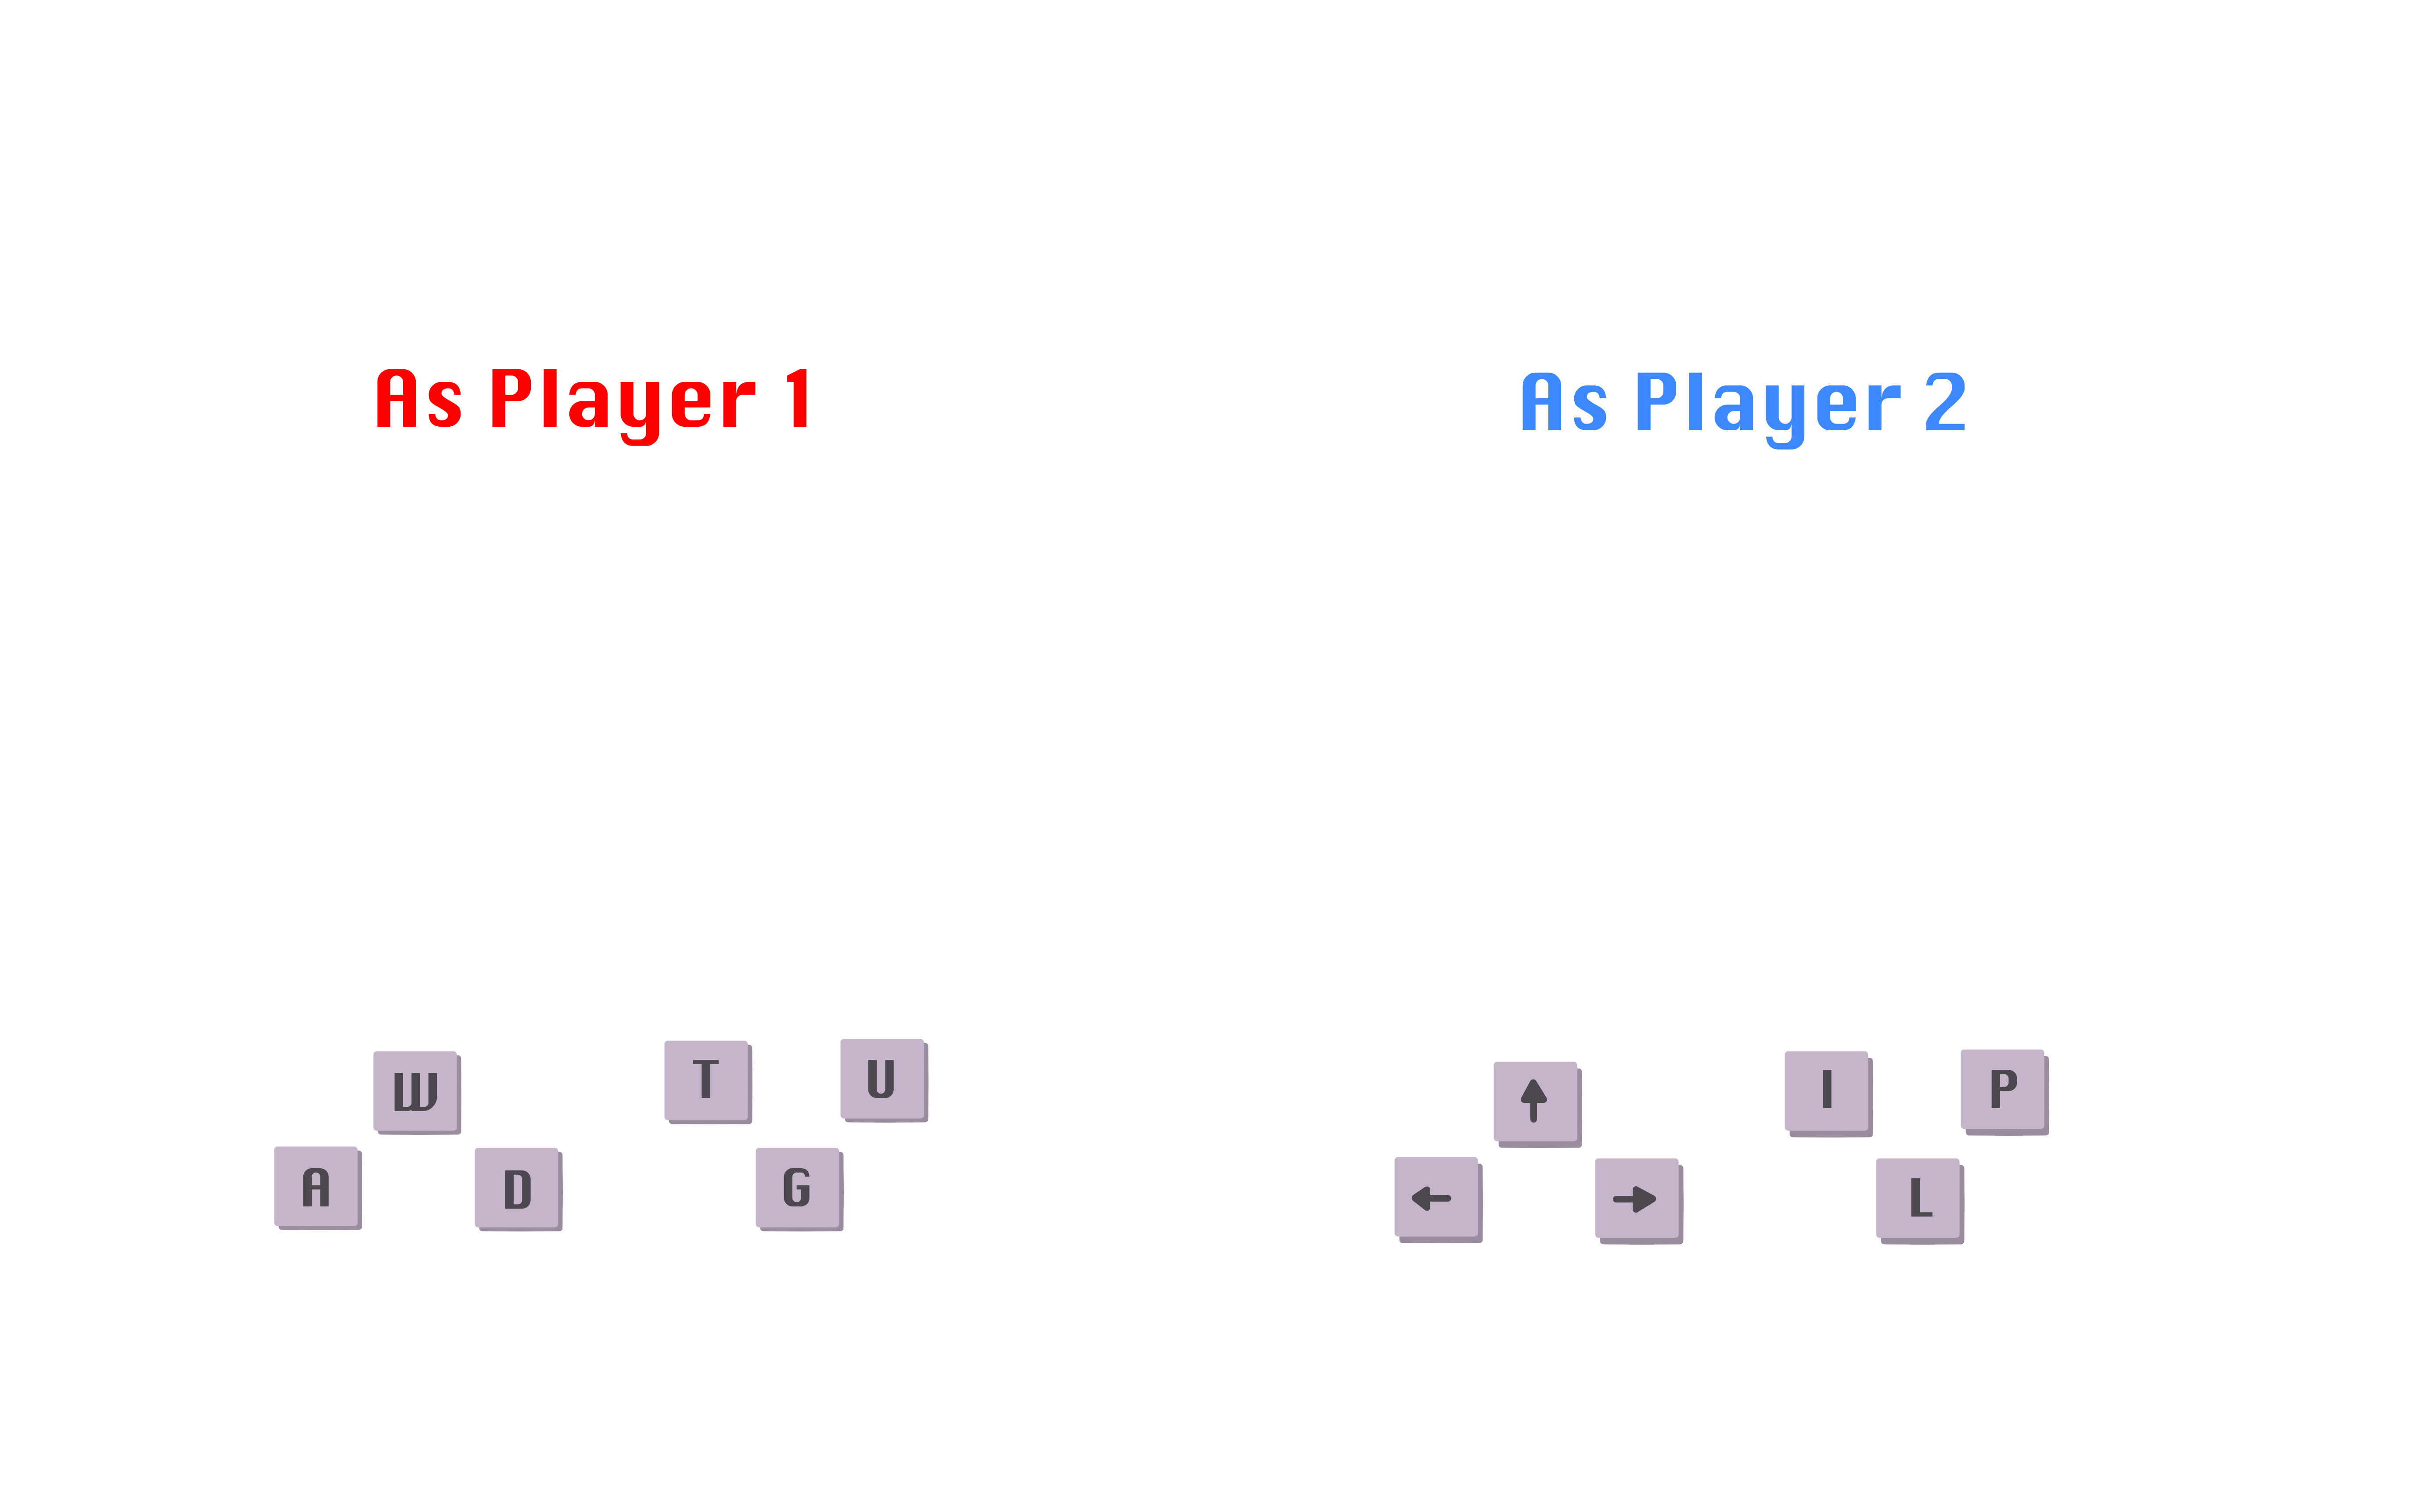 As Player 1
As Player 2
W T U
A D G
↑ I P
← → L